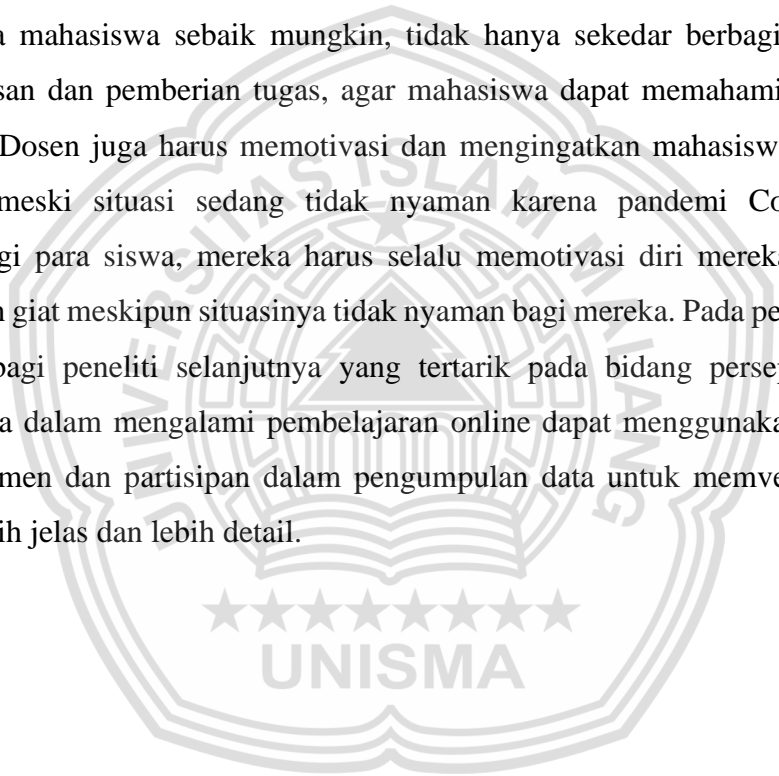 a mahasiswa sebaik mungkin, tidak hanya sekedar berbagi
san dan pemberian tugas, agar mahasiswa dapat memahami
Dosen juga harus memotivasi dan mengingatkan mahasisw
meski situasi sedang tidak nyaman karena pandemi Co
gi para siswa, mereka harus selalu memotivasi diri mereka
giat meskipun situasinya tidak nyaman bagi mereka. Pada pe
bagi peneliti selanjutnya yang tertarik pada bidang persep
a dalam mengalami pembelajaran online dapat menggunaka
men dan partisipan dalam pengumpulan data untuk memve
ih jelas dan lebih detail.
UNIVERSITAS ISLAM MALANG
UNISMA